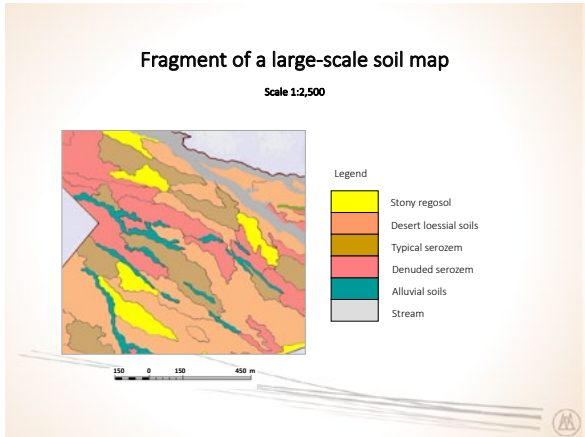 Fragment of a large-scale soil map
Scale 1:2,500
Legend
Stony regosol
Desert loessial soils
Typical serozem
Denuded serozem
Alluvial soils
Stream
150 0 150 450 m